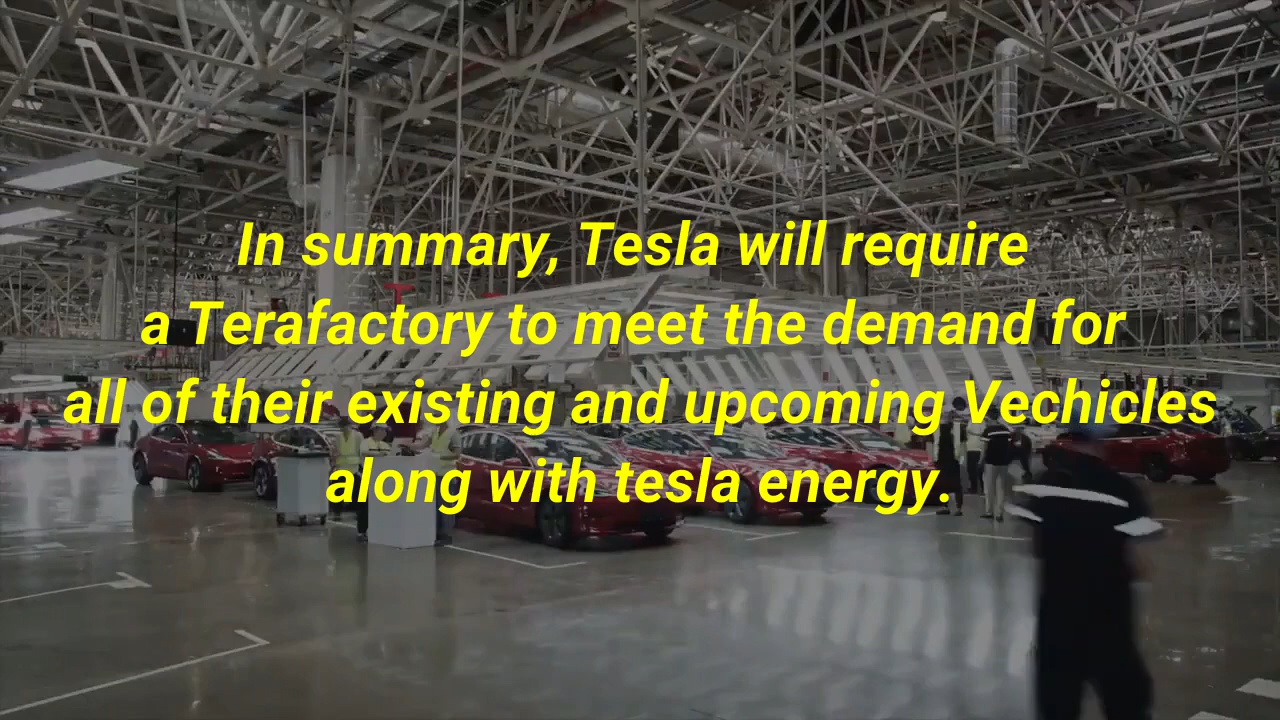 In summary, Tesla will require
a Terafactory to meet the demand for
all of their existing and upcoming Vechicles
along with tesla energy.